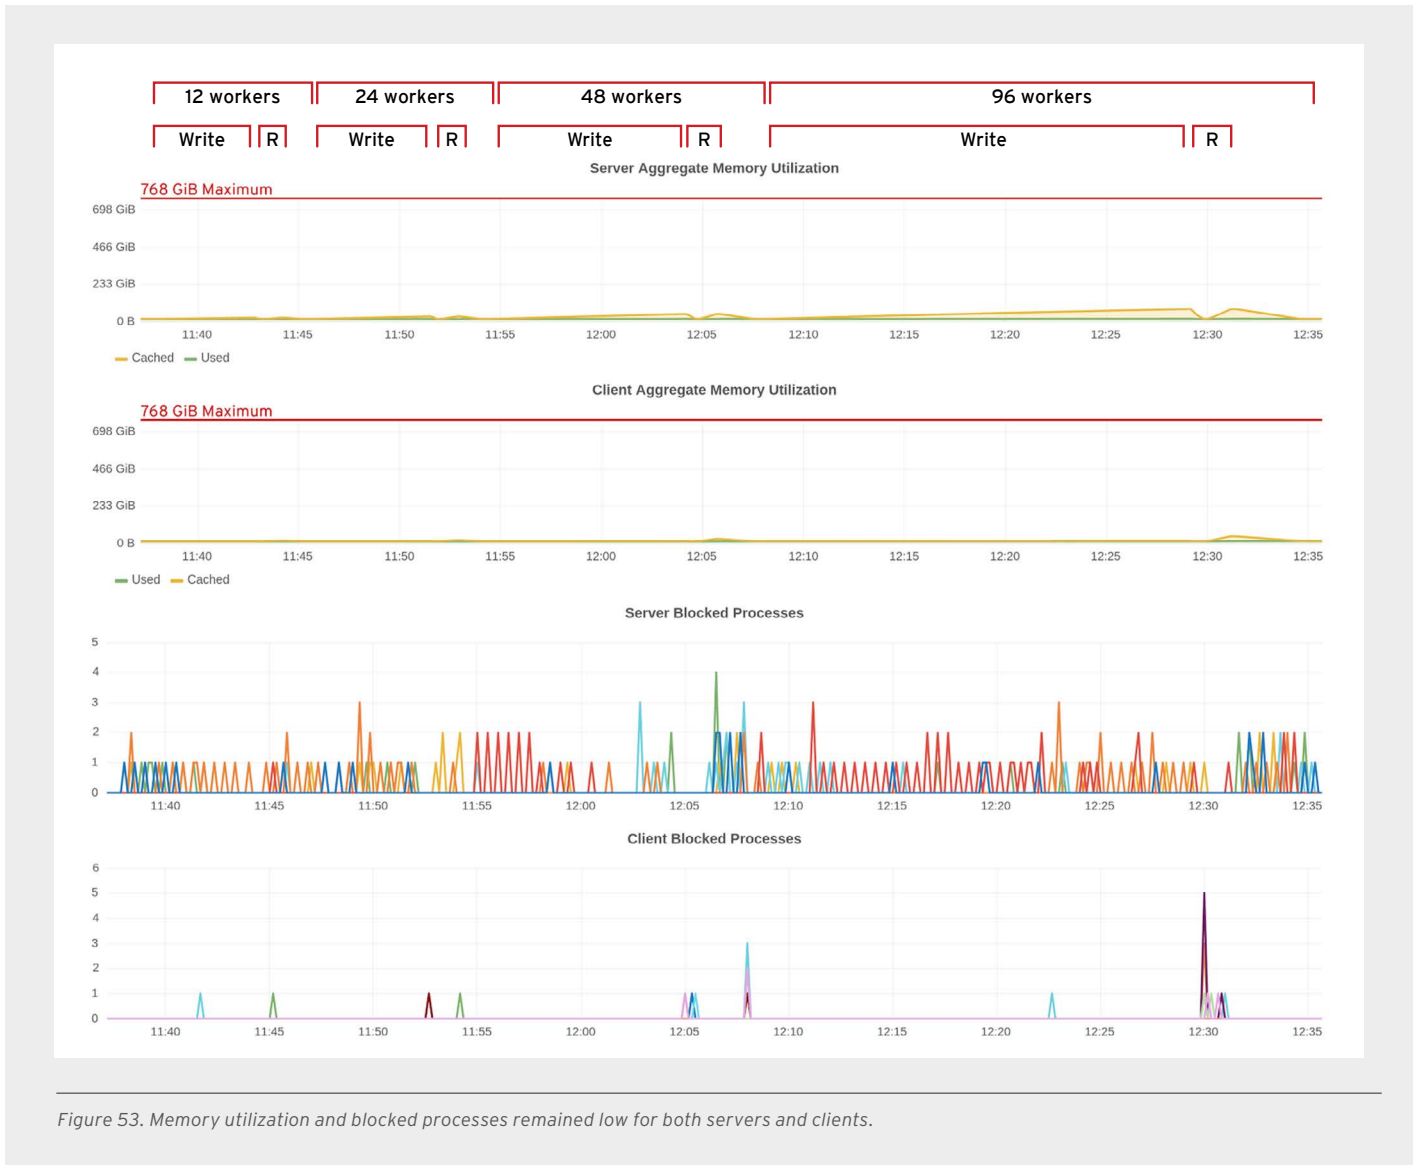 12 workers 24 workers 48 workers 96 workers
Write R Write R Write R Write R
Server Aggregate Memory Utilization
768 GiB Maximum
698 GiB
466 GiB
233 GiB
0 B
11:40 11:45 11:50 11:55 12:00 12:05 12:10 12:15 12:20 12:25 12:30 12:35
Cached Used
Client Aggregate Memory Utilization
768 GiB Maximum
698 GiB
466 GiB
233 GiB
0 B
11:40 11:45 11:50 11:55 12:00 12:05 12:10 12:15 12:20 12:25 12:30 12:35
Used Cached
Server Blocked Processes
5
4
3
2
1
0
11:40 11:45 11:50 11:55 12:00 12:05 12:10 12:15 12:20 12:25 12:30 12:35
Client Blocked Processes
6
5
4
3
2
1
0
11:40 11:45 11:50 11:55 12:00 12:05 12:10 12:15 12:20 12:25 12:30 12:35
Figure 53. Memory utilization and blocked processes remained low for both servers and clients.